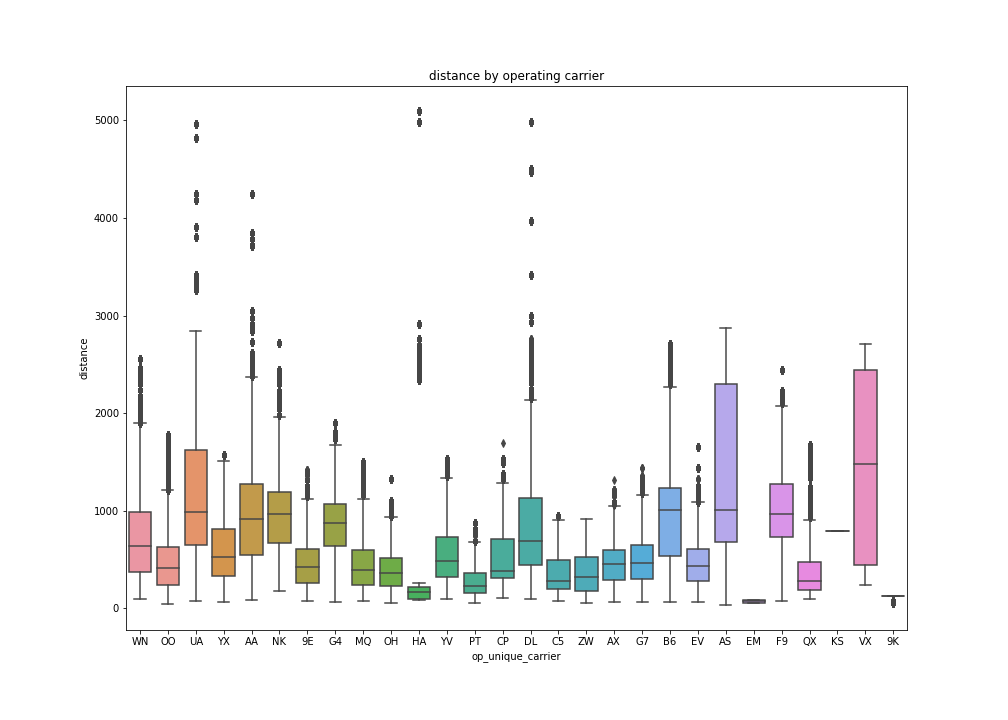 distance by operating carrier
distance
5000
4000
3000
2000
1000
0
WN OO UA YX AA NK 9E G4 MQ OH HA YV PT CP DL C5 ZW AX G7 B6 EV AS EM F9 QX KS VX 9K
op_unique_carrier